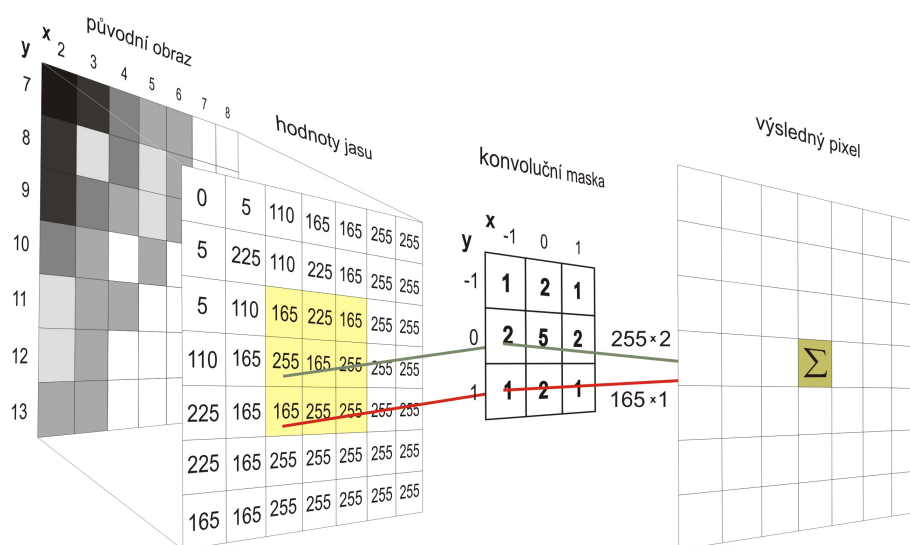 původní obraz
x 2 3 4 5 6 7 8
y
7
8
9
10
11
12
13
hodnoty jasu
0 5 110 165 165 255 255
5 225 110 225 165 255 255
5 110 165 225 165 255 255
110 165 255 165 255 255 255
225 165 165 255 255 255 255
225 165 255 255 255 255 255
165 165 255 255 255 255 255
konvoluční maska
x -1 0 1
y
-1 1 2 1
0 2 5 2
1 1 2 1
255×2
165×1
výsledný pixel
Σ